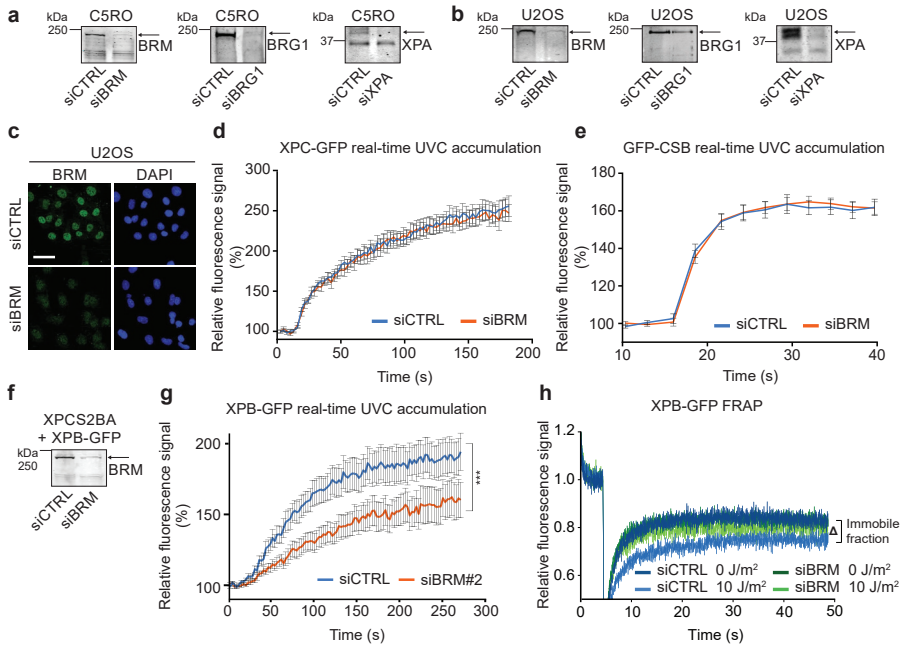 a
C5RO
C5RO
C5RO
kDa
250
BRM
siCTRL
siBRM
kDa
250
BRG1
siCTRL
siBRG1
kDa
37
XPA
siCTRL
siXPA
b
U2OS
U2OS
U2OS
kDa
250
BRM
siCTRL
siBRM
kDa
250
BRG1
siCTRL
siBRG1
kDa
37
XPA
siCTRL
siXPA
c
U2OS
BRM
DAPI
siCTRL
siBRM
d
XPC-GFP real-time UVC accumulation
Relative fluorescence signal
(%)
300
250
200
150
100
siCTRL
siBRM
0
50
100
150
200
Time (s)
e
GFP-CSB real-time UVC accumulation
Relative fluorescence signal
(%)
180
160
140
120
100
siCTRL
siBRM
10
20
30
40
Time (s)
f
XPCS2BA
+ XPB-GFP
kDa
250
BRM
siCTRL
siBRM
g
XPB-GFP real-time UVC accumulation
Relative fluorescence signal
(%)
200
150
100
***
siCTRL
siBRM#2
0
50
100
150
200
250
300
Time (s)
h
XPB-GFP FRAP
Relative fluorescence signal
1.2
1.0
0.8
0.6
Δ
Immobile
fraction
siCTRL 0 J/m²
siBRM 0 J/m²
siCTRL 10 J/m²
siBRM 10 J/m²
0
10
20
30
40
50
Time (s)